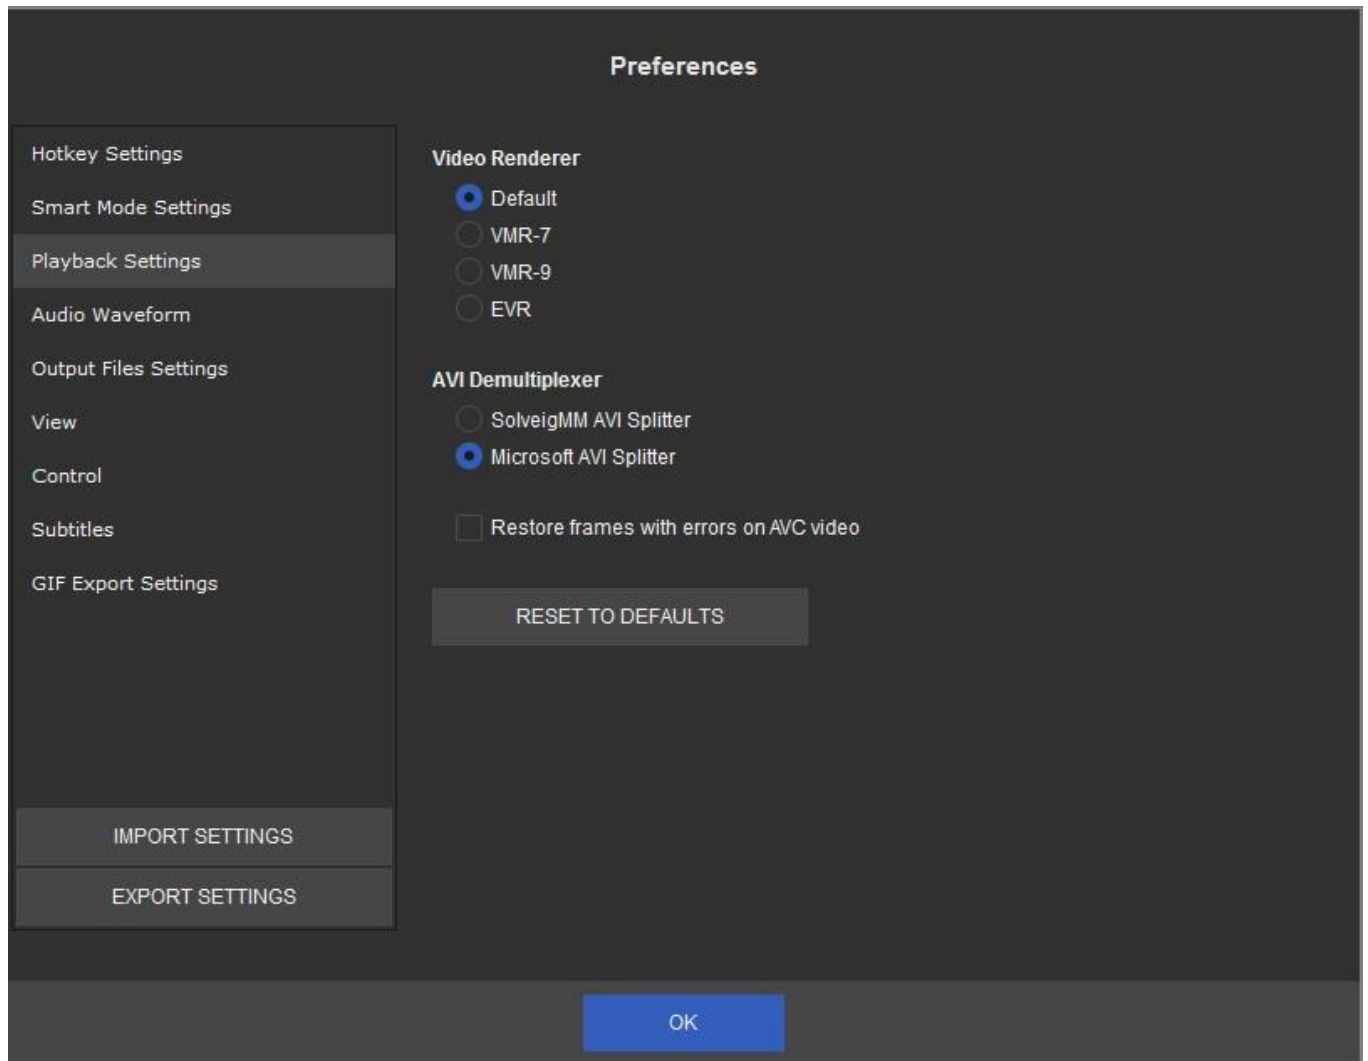 Preferences
Hotkey Settings
Smart Mode Settings
Playback Settings
Audio Waveform
Output Files Settings
View
Control
Subtitles
GIF Export Settings
IMPORT SETTINGS
EXPORT SETTINGS
Video Renderer
Default
VMR-7
VMR-9
EVR
AVI Demultiplexer
SolveigMM AVI Splitter
Microsoft AVI Splitter
Restore frames with errors on AVC video
RESET TO DEFAULTS
OK